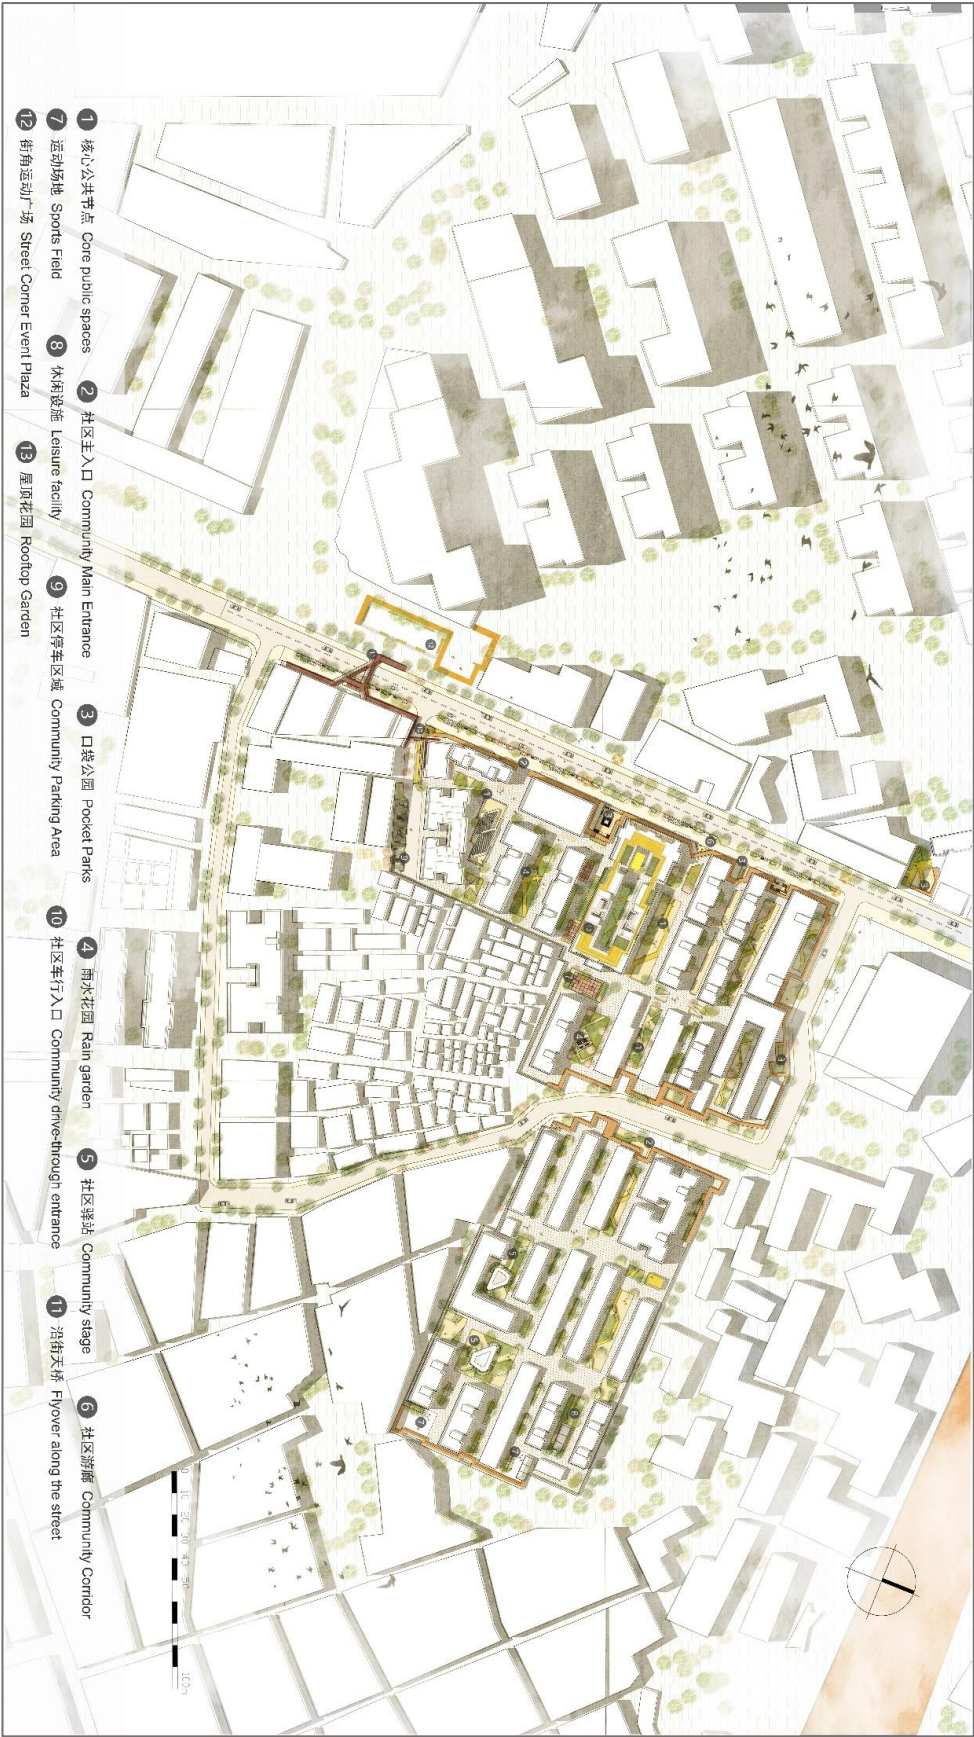 1 核心公共节点 Core public spaces 2 社区主入口 Community Main Entrance 3 口袋公园 Pocket Parks 4 雨水花园 Rain garden 5 社区驿站 Community stage 6 社区游廊 Community Corridor
7 运动场地 Sports Field 8 休闲设施 Leisure facility 9 社区停车区域 Community Parking Area 10 社区车行入口 Community drive-through entrance 11 沿街天桥 Flyover along the street
12 街角运动广场 Street Corner Event Plaza 13 屋顶花园 Rooftop Garden
0 10 20 30 40 50 100m